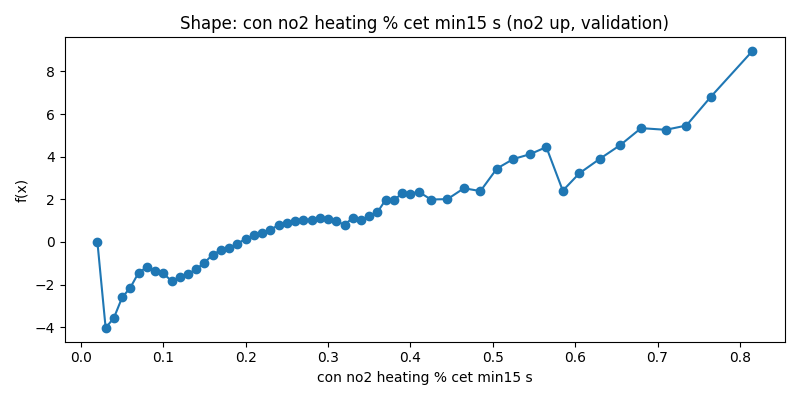 Shape: con no2 heating % cet min15 s (no2 up, validation)
f(x)
8
6
4
2
0
−2
−4
0.0 0.1 0.2 0.3 0.4 0.5 0.6 0.7 0.8
con no2 heating % cet min15 s